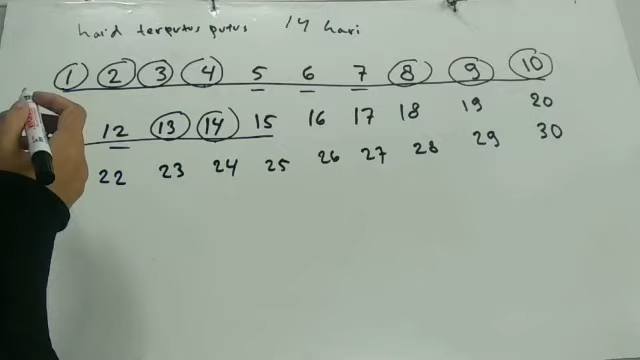 haid terputus putus 14 hari
1 2 3 4 5 6 7 8 9 10
12 13 14 15 16 17 18 19 20
22 23 24 25 26 27 28 29 30